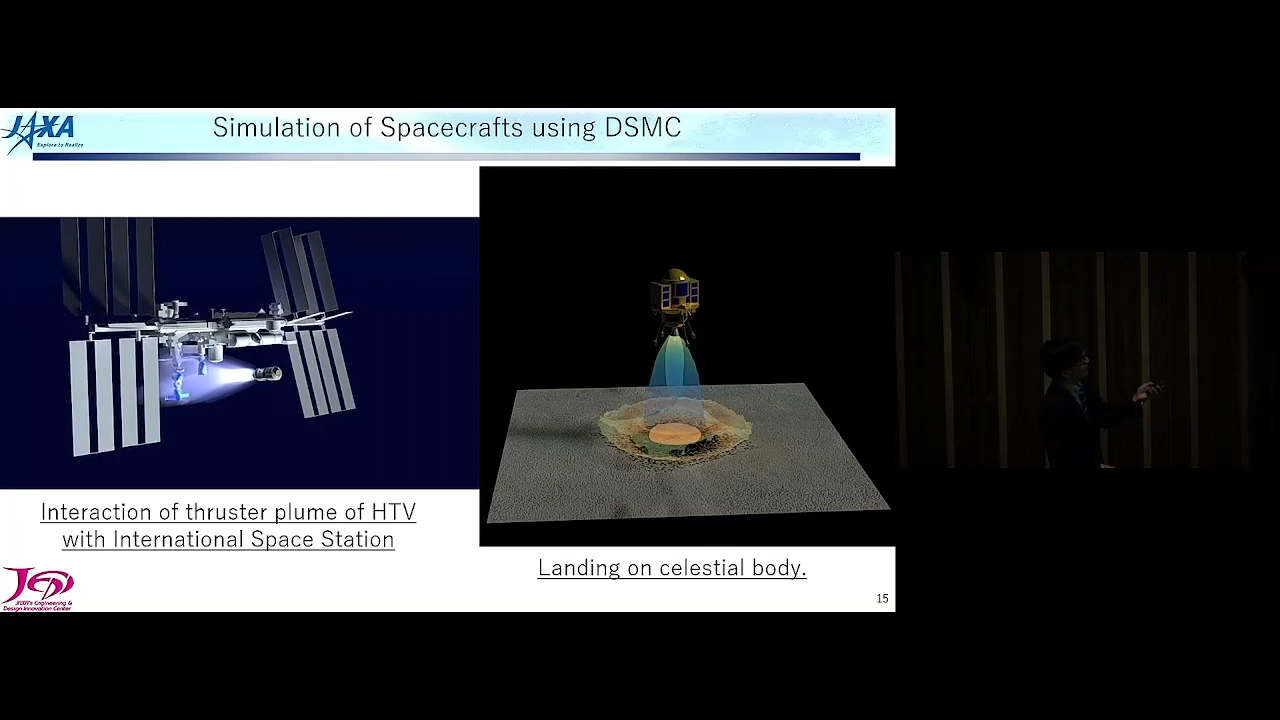 JAXA
Explore to Realize
Simulation of Spacecrafts using DSMC
Interaction of thruster plume of HTV
with International Space Station
Landing on celestial body.
JEDI
JEDI's Engineering &
Design Innovation Center
15